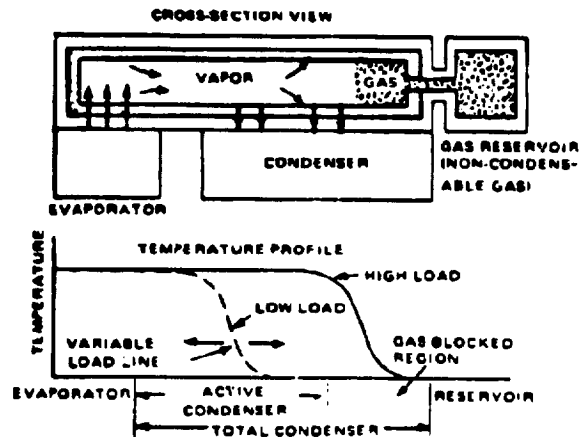 CROSS-SECTION VIEW
VAPOR
GAS
CONDENSER
EVAPORATOR
GAS RESERVOIR
(NON-CONDENS-
ABLE GAS)
TEMPERATURE PROFILE
TEMPERATURE
HIGH LOAD
LOW LOAD
VARIABLE
LOAD LINE
GAS BLOCKED
REGION
EVAPORATOR
ACTIVE
CONDENSER
RESERVOIR
TOTAL CONDENSER